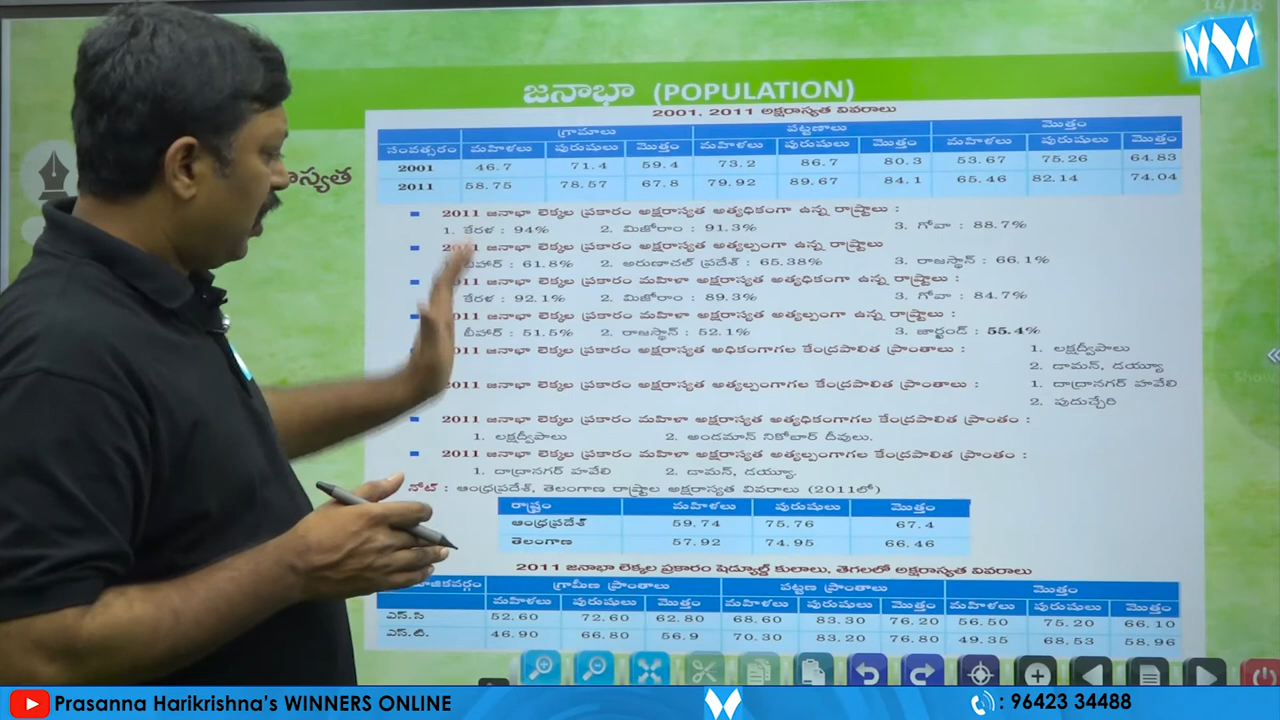 14/18
జనాభా (POPULATION)
2001, 2011 అక్షరాస్యత వివరాలు
గ్రామాలు పట్టణాలు మొత్తం
సంవత్సరం మహిళలు పురుషులు మొత్తం మహిళలు పురుషులు మొత్తం మహిళలు పురుషులు మొత్తం
2001 46.7 71.4 59.4 73.2 86.7 80.3 53.67 75.26 64.83
2011 58.75 78.57 67.8 79.92 89.67 84.1 65.46 82.14 74.04
2011 జనాభా లెక్కల ప్రకారం అక్షరాస్యత అత్యధికంగా ఉన్న రాష్ట్రాలు :
1. కేరళ : 94% 2. మిజోరాం : 91.3% 3. గోవా : 88.7%
2011 జనాభా లెక్కల ప్రకారం అక్షరాస్యత అత్యల్పంగా ఉన్న రాష్ట్రాలు
బీహార్ : 61.8% 2. అరుణాచల్ ప్రదేశ్ : 65.38% 3. రాజస్థాన్ : 66.1%
2011 జనాభా లెక్కల ప్రకారం మహిళా అక్షరాస్యత అత్యధికంగా ఉన్న రాష్ట్రాలు :
కేరళ : 92.1% 2. మిజోరాం : 89.3% 3. గోవా : 84.7%
2011 జనాభా లెక్కల ప్రకారం మహిళా అక్షరాస్యత అత్యల్పంగా ఉన్న రాష్ట్రాలు :
బీహార్ : 51.5% 2. రాజస్థాన్ : 52.1% 3. జార్ఖండ్ : 55.4%
2011 జనాభా లెక్కల ప్రకారం అక్షరాస్యత అధికంగాగల కేంద్రపాలిత ప్రాంతాలు : 1. లక్షద్వీపాలు
2. డామన్, డయ్యూ
2011 జనాభా లెక్కల ప్రకారం అక్షరాస్యత అత్యల్పంగాగల కేంద్రపాలిత ప్రాంతాలు : 1. దాద్రానగర్ హవేలి
2. పుదుచ్చేరి
2011 జనాభా లెక్కల ప్రకారం మహిళా అక్షరాస్యత అత్యధికంగాగల కేంద్రపాలిత ప్రాంతం :
1. లక్షద్వీపాలు 2. అండమాన్ నికోబార్ దీవులు.
2011 జనాభా లెక్కల ప్రకారం మహిళా అక్షరాస్యత అత్యల్పంగాగల కేంద్రపాలిత ప్రాంతం :
1. దాద్రానగర్ హవేలి 2. డామన్, డయ్యూ.
నోట్ : ఆంధ్రప్రదేశ్, తెలంగాణ రాష్ట్రాల అక్షరాస్యత వివరాలు (2011లో)
రాష్ట్రం మహిళలు పురుషులు మొత్తం
ఆంధ్రప్రదేశ్ 59.74 75.76 67.4
తెలంగాణ 57.92 74.95 66.46
2011 జనాభా లెక్కల ప్రకారం షెడ్యూల్డ్ కులాలు, తెగలలో అక్షరాస్యత వివరాలు
గ్రామీణ ప్రాంతాలు పట్టణ ప్రాంతాలు మొత్తం
మహిళలు పురుషులు మొత్తం మహిళలు పురుషులు మొత్తం మహిళలు పురుషులు మొత్తం
ఎస్.సి 52.60 72.60 62.80 68.60 83.30 76.20 56.50 75.20 66.10
ఎస్.టి. 46.90 66.80 56.9 70.30 83.20 76.80 49.35 68.53 58.96
Prasanna Harikrishna's WINNERS ONLINE : 96423 34488